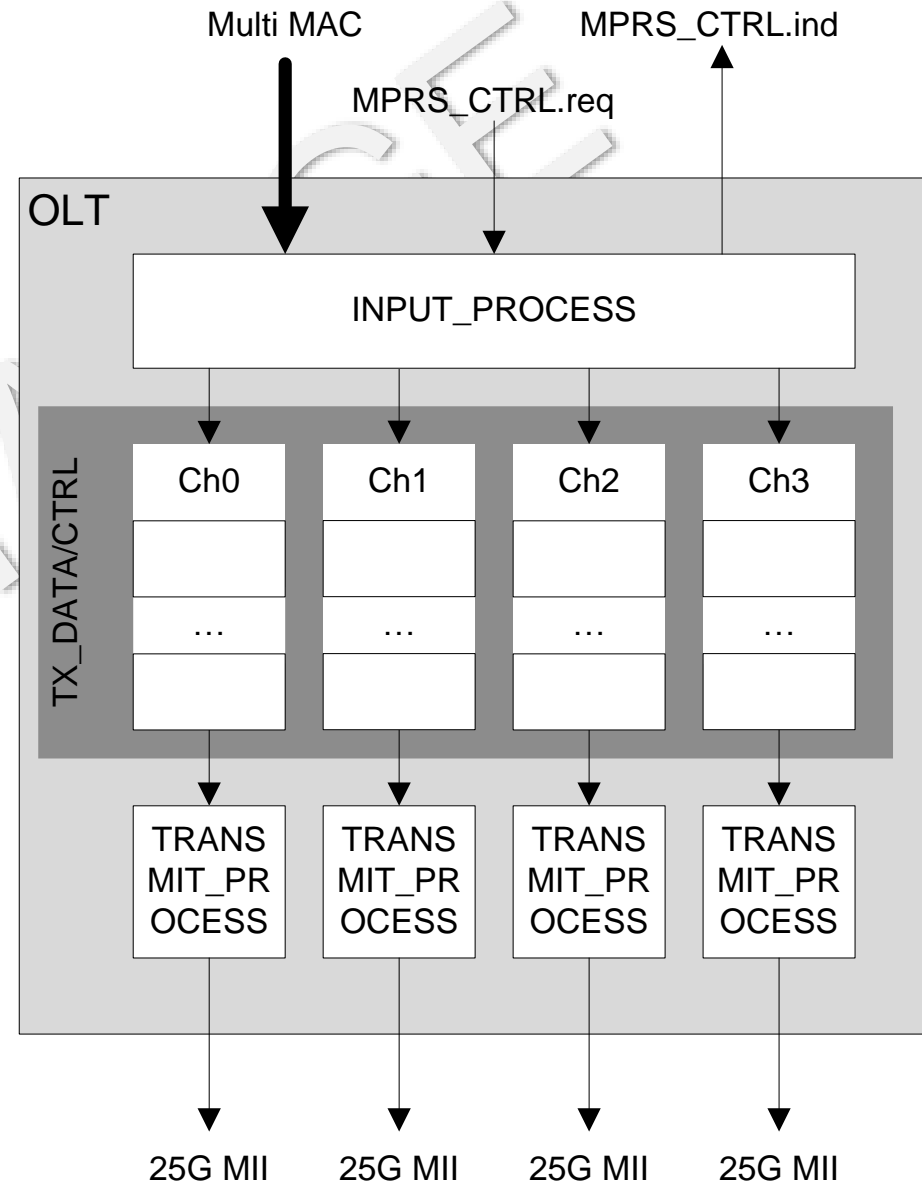 Multi MAC
MPRS_CTRL.ind
MPRS_CTRL.req
OLT
INPUT_PROCESS
TX_DATA/CTRL
Ch0
Ch1
Ch2
Ch3
…
…
…
…
TRANS
MIT_PR
OCESS
TRANS
MIT_PR
OCESS
TRANS
MIT_PR
OCESS
TRANS
MIT_PR
OCESS
25G MII
25G MII
25G MII
25G MII